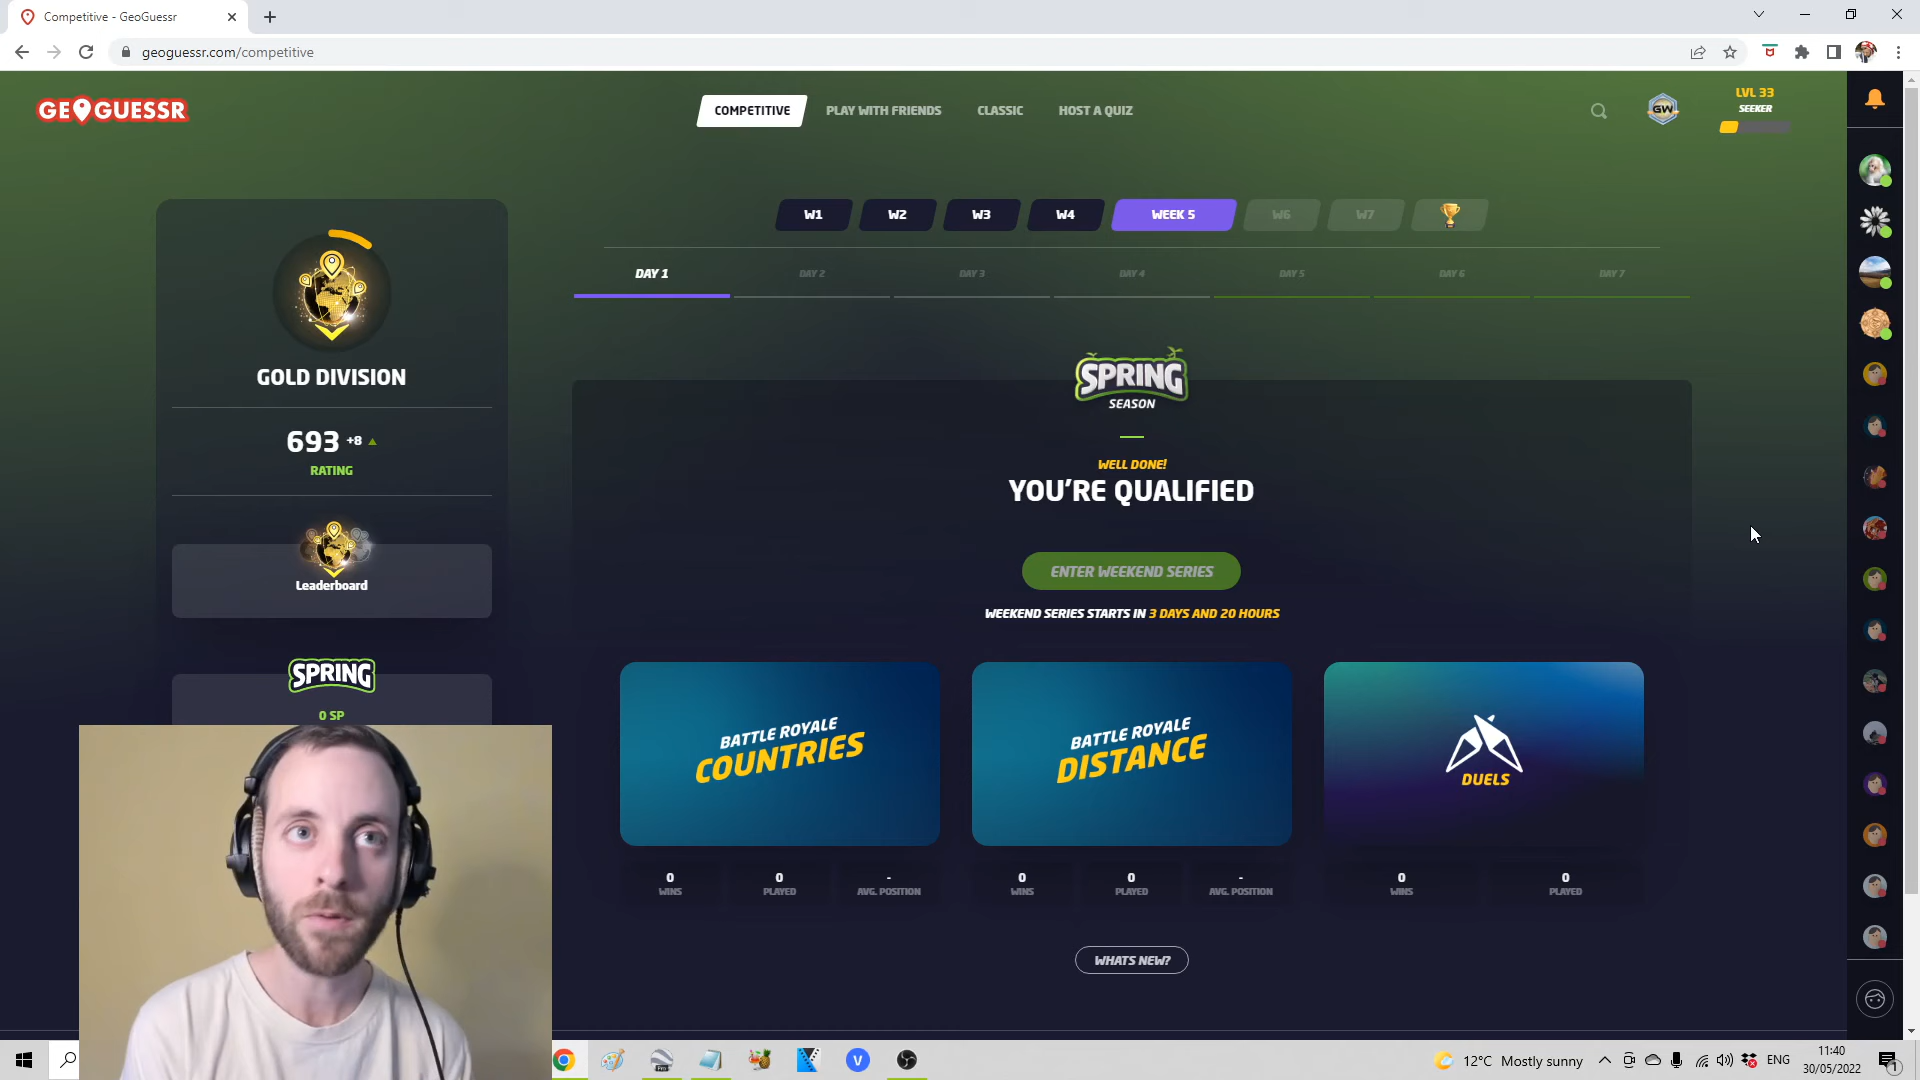 Competitive - GeoGuessr
geoguessr.com/competitive
GEOGUESSR
COMPETITIVE
PLAY WITH FRIENDS
CLASSIC
HOST A QUIZ
GW
LVL 33
SEEKER
W1
W2
W3
W4
WEEK 5
W6
W7
DAY 1
DAY 2
DAY 3
DAY 4
DAY 5
DAY 6
DAY 7
GOLD DIVISION
693 +8
RATING
Leaderboard
SPRING
0 SP
SPRING
SEASON
WELL DONE!
YOU'RE QUALIFIED
ENTER WEEKEND SERIES
WEEKEND SERIES STARTS IN 3 DAYS AND 20 HOURS
BATTLE ROYALE
COUNTRIES
BATTLE ROYALE
DISTANCE
DUELS
0
WINS
0
PLAYED
-
AVG. POSITION
0
WINS
0
PLAYED
-
AVG. POSITION
0
WINS
0
PLAYED
WHATS NEW?
Pro
V
12°C Mostly sunny
ENG
11:40
30/05/2022
1